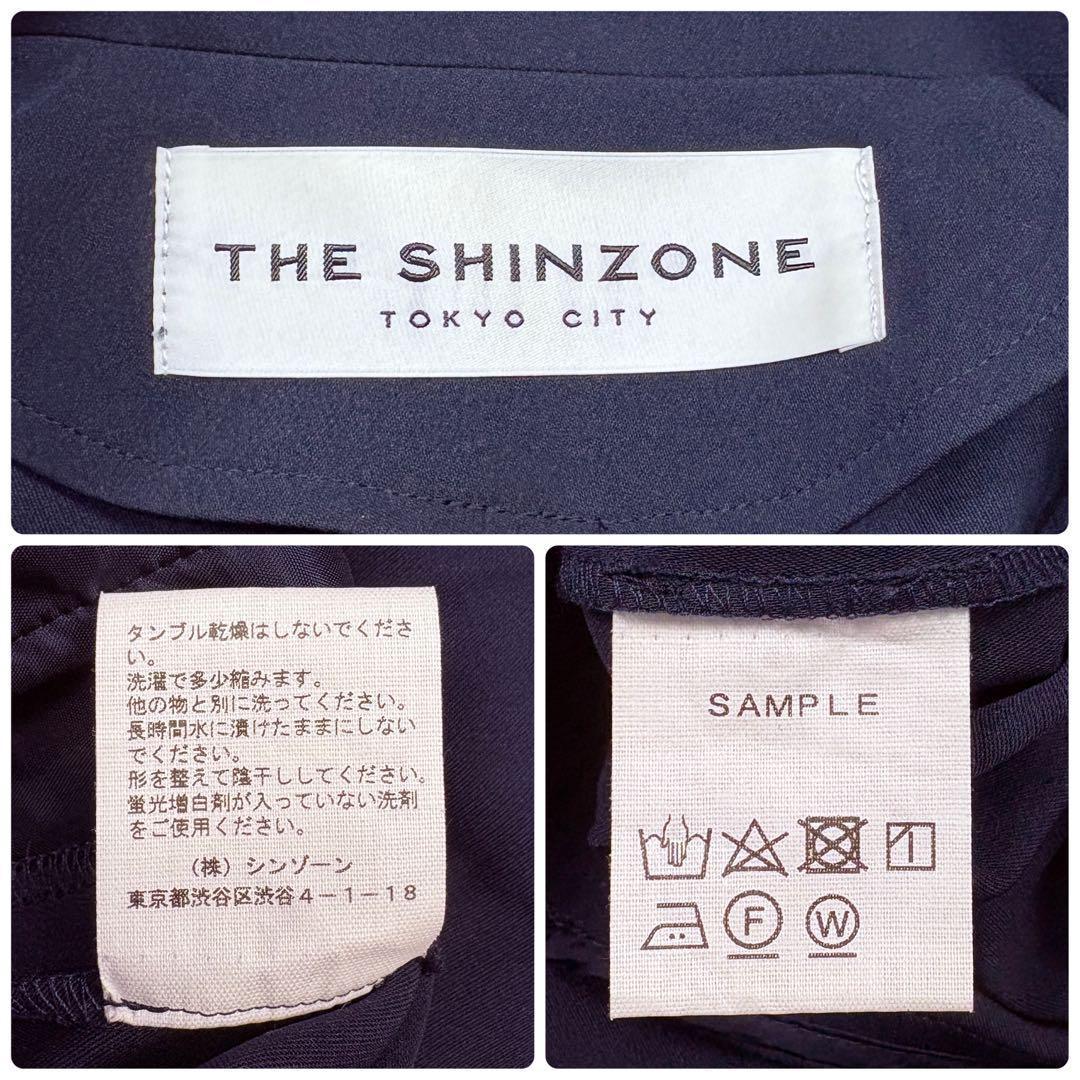 THE SHINZONE
TOKYO CITY
タンブル乾燥はしないでくださ
い。
洗濯で多少縮みます。
他の物と別に洗ってください。
長時間水に漬けたままにしない
でください。
形を整えて陰干ししてください。
蛍光増白剤が入っていない洗剤
をご使用ください。
(株) シンゾーン
東京都渋谷区渋谷4-1-18
SAMPLE
F W